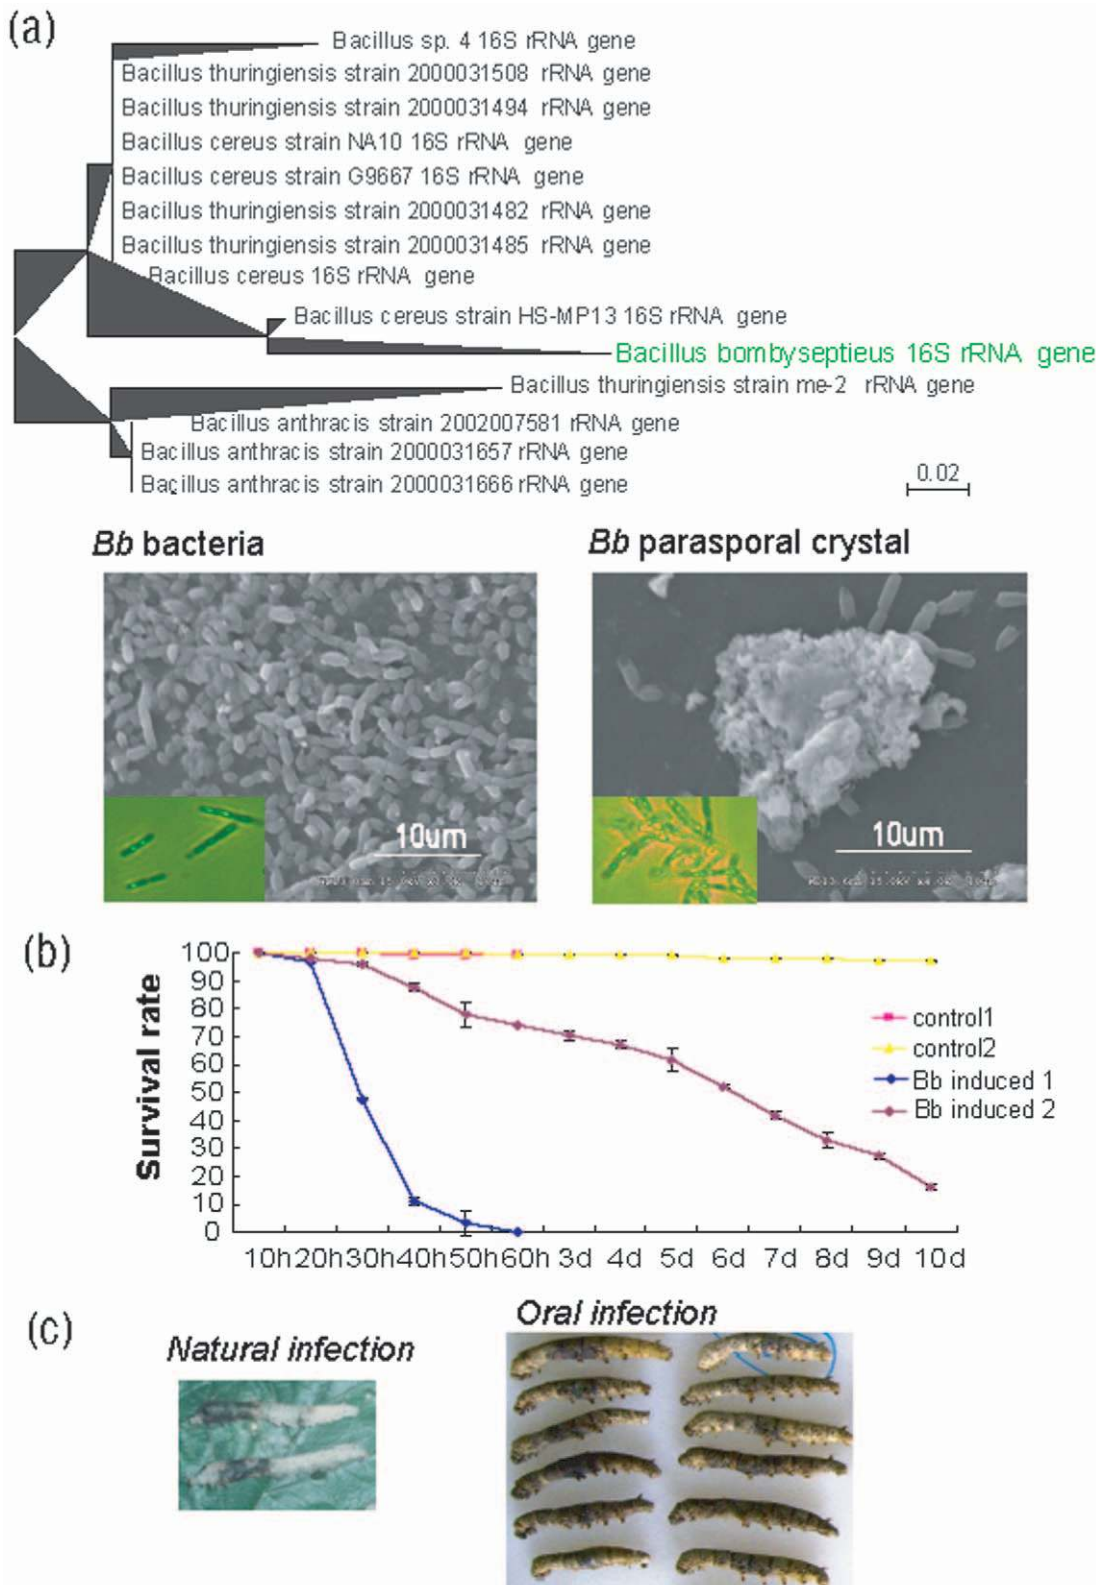 (a)
Bacillus sp. 4 16S rRNA gene
Bacillus thuringiensis strain 2000031508 rRNA gene
Bacillus thuringiensis strain 2000031494 rRNA gene
Bacillus cereus strain NA10 16S rRNA gene
Bacillus cereus strain G9667 16S rRNA gene
Bacillus thuringiensis strain 2000031482 rRNA gene
Bacillus thuringiensis strain 2000031485 rRNA gene
Bacillus cereus 16S rRNA gene
Bacillus cereus strain HS-MP13 16S rRNA gene
Bacillus bombyseptieus 16S rRNA gene
Bacillus thuringiensis strain me-2 rRNA gene
Bacillus anthracis strain 2002007581 rRNA gene
Bacillus anthracis strain 2000031657 rRNA gene
Bacillus anthracis strain 2000031666 rRNA gene
0.02
Bb bacteria
Bb parasporal crystal
10um
10um
(b)
Survival rate
100
90
80
70
60
50
40
30
20
10
0
10h 20h 30h 40h 50h 60h 3d 4d 5d 6d 7d 8d 9d 10d
control1
control2
Bb induced 1
Bb induced 2
(c)
Natural infection
Oral infection